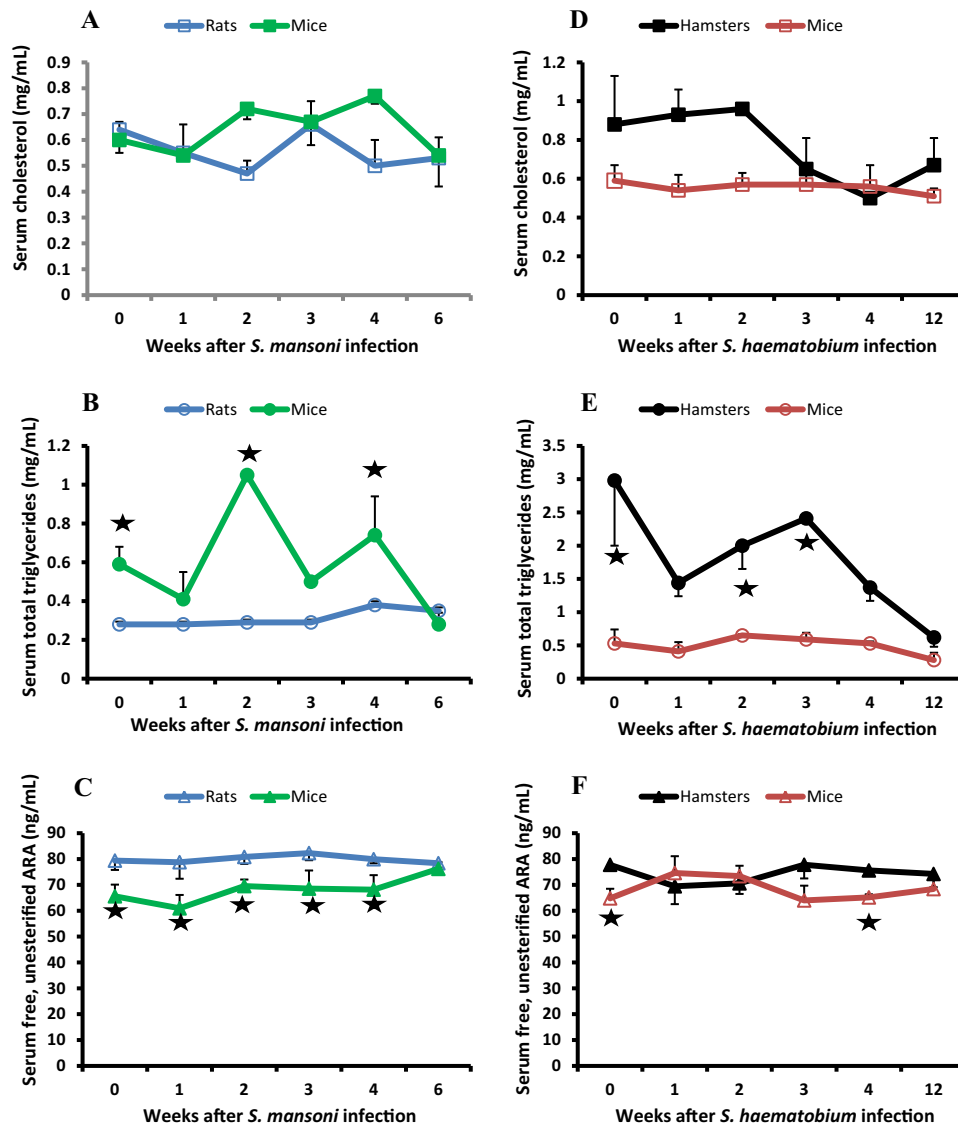 A
Rats Mice
Serum cholesterol (mg/mL)
0.9
0.8
0.7
0.6
0.5
0.4
0.3
0.2
0.1
0
0 1 2 3 4 6
Weeks after S. mansoni infection
D
Hamsters Mice
Serum cholesterol (mg/mL)
1.2
1
0.8
0.6
0.4
0.2
0
0 1 2 3 4 12
Weeks after S. haematobium infection
B
Rats Mice
Serum total triglycerides (mg/mL)
1.2
1
0.8
0.6
0.4
0.2
0
0 1 2 3 4 6
Weeks after S. mansoni infection
E
Hamsters Mice
Serum total triglycerides (mg/mL)
3.5
3
2.5
2
1.5
1
0.5
0
0 1 2 3 4 12
Weeks after S. haematobium infection
C
Rats Mice
Serum free, unesterified ARA (ng/mL)
90
80
70
60
50
40
30
20
10
0
0 1 2 3 4 6
Weeks after S. mansoni infection
F
Hamsters Mice
Serum free, unesterified ARA (ng/mL)
90
80
70
60
50
40
30
20
10
0
0 1 2 3 4 12
Weeks after S. haematobium infection